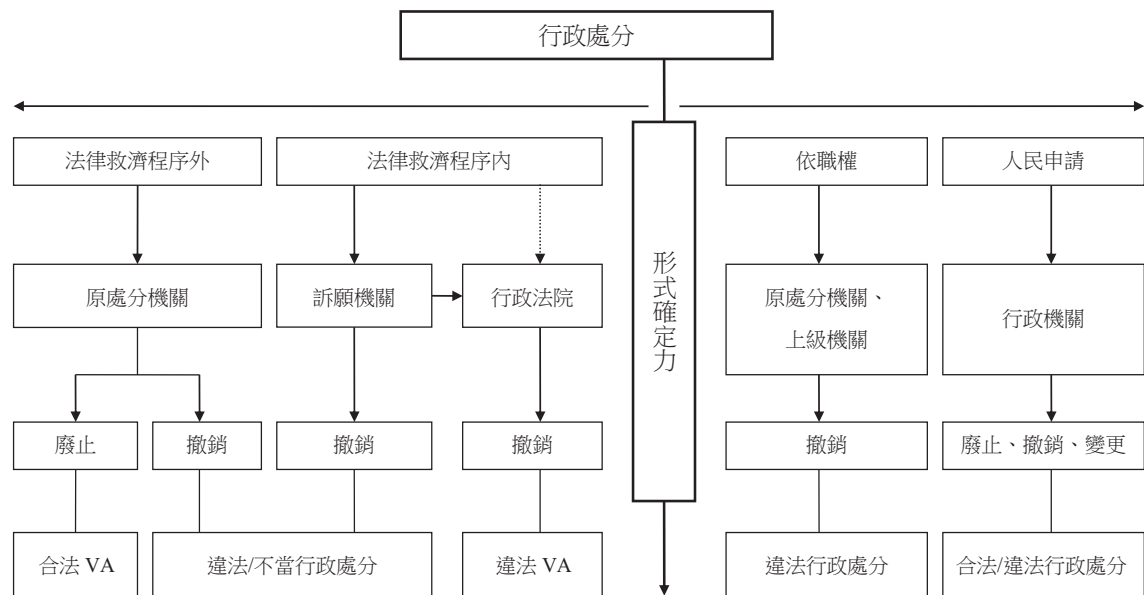 行政處分
法律救濟程序外
法律救濟程序內
依職權
人民申請
形式確定力
原處分機關
訴願機關
行政法院
原處分機關、
上級機關
行政機關
廢止
撤銷
撤銷
撤銷
撤銷
廢止、撤銷、變更
合法 VA
違法/不當行政處分
違法 VA
違法行政處分
合法/違法行政處分